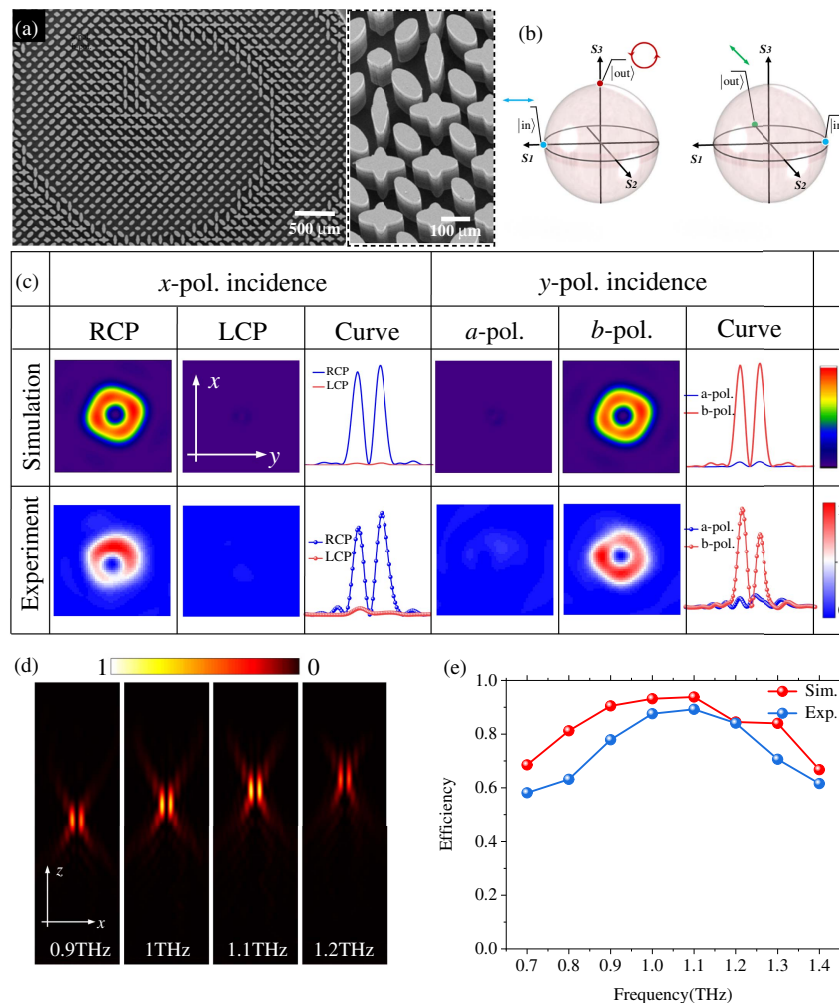 (a)
500 μm
100 μm
(b)
S3
|out⟩
|in⟩
S1
S2
S3
|out⟩
|in
S1
S2
(c)
x-pol. incidence
y-pol. incidence
RCP
LCP
Curve
a-pol.
b-pol.
Curve
Simulation
x
y
RCP
LCP
a-pol.
b-pol.
Experiment
RCP
LCP
a-pol.
b-pol.
(d)
1
0
z
x
0.9THz
1THz
1.1THz
1.2THz
(e)
Sim.
Exp.
Efficiency
1.0
0.8
0.6
0.4
0.2
0.0
0.7 0.8 0.9 1.0 1.1 1.2 1.3 1.4
Frequency(THz)